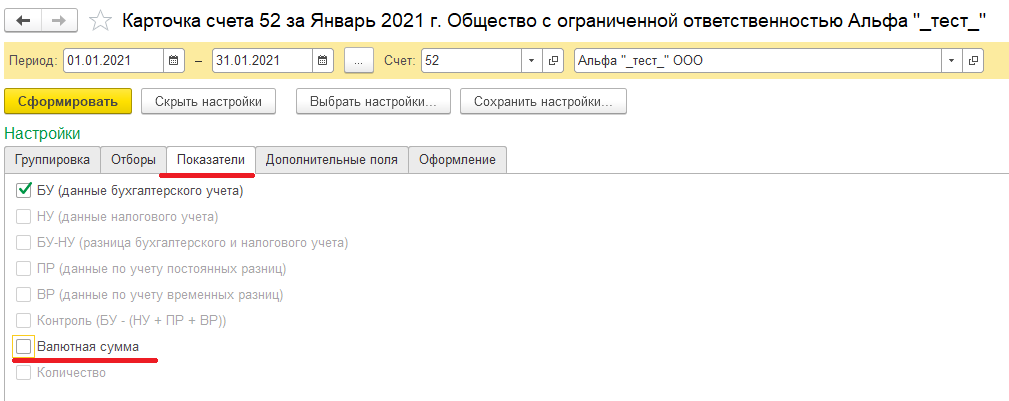 Карточка счета 52 за Январь 2021 г. Общество с ограниченной ответственностью Альфа "_тест_"
Период: 01.01.2021 – 31.01.2021 ... Счет: 52 Альфа "_тест_" ООО
Сформировать Скрыть настройки Выбрать настройки... Сохранить настройки...
Настройки
Группировка Отборы Показатели Дополнительные поля Оформление
БУ (данные бухгалтерского учета)
НУ (данные налогового учета)
БУ-НУ (разница бухгалтерского и налогового учета)
ПР (данные по учету постоянных разниц)
ВР (данные по учету временных разниц)
Контроль (БУ - (НУ + ПР + ВР))
Валютная сумма
Количество